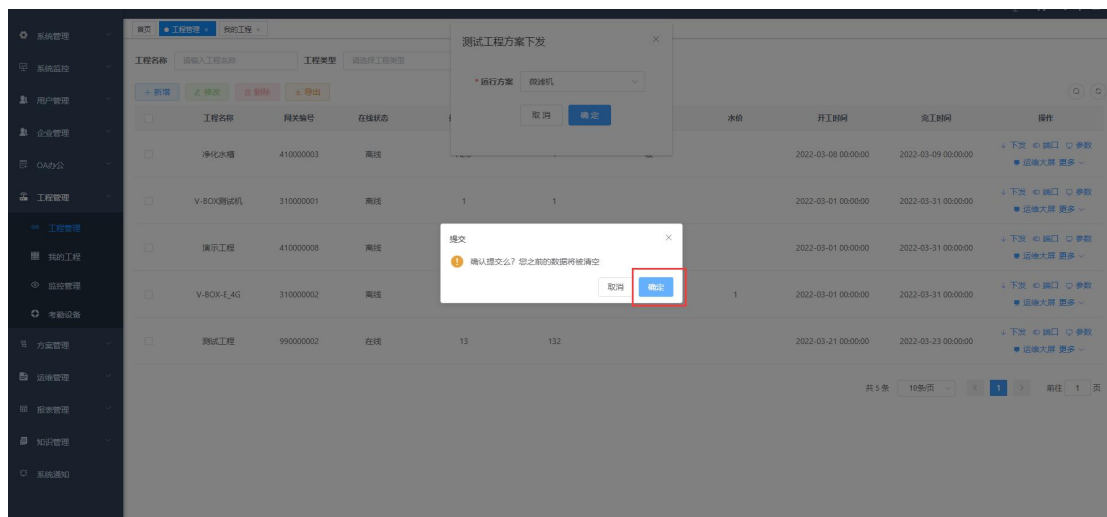 系统管理
系统监控
用户管理
企业管理
OA办公
工程管理
工程管理
我的工程
监控管理
考勤设备
方案管理
运维管理
报表管理
知识管理
系统通知
首页 工程管理 × 我的工程 ×
工程名称 请输入工程名称 工程类型 请选择工程类型
+ 新增 修改 删除 导出
测试工程方案下发 ×
* 运行方案 微滤机
取消 确定
工程名称 网关编号 在线状态 水价 开工时间 完工时间 操作
净化水槽 410000003 离线 2022-03-08 00:00:00 2022-03-09 00:00:00 下发 端口 参数
运维大屏 更多
V-BOX测试机 310000001 离线 1 1 2022-03-01 00:00:00 2022-03-31 00:00:00 下发 端口 参数
运维大屏 更多
演示工程 410000008 离线 2022-03-01 00:00:00 2022-03-31 00:00:00 下发 端口 参数
运维大屏 更多
V-BOX-E_4G 310000002 离线 1 2022-03-01 00:00:00 2022-03-31 00:00:00 下发 端口 参数
运维大屏 更多
测试工程 990000002 在线 13 132 2022-03-21 00:00:00 2022-03-23 00:00:00 下发 端口 参数
运维大屏 更多
提交 ×
确认提交么?您之前的数据将被清空
取消 确定
共 5 条 10条/页 < 1 > 前往 1 页